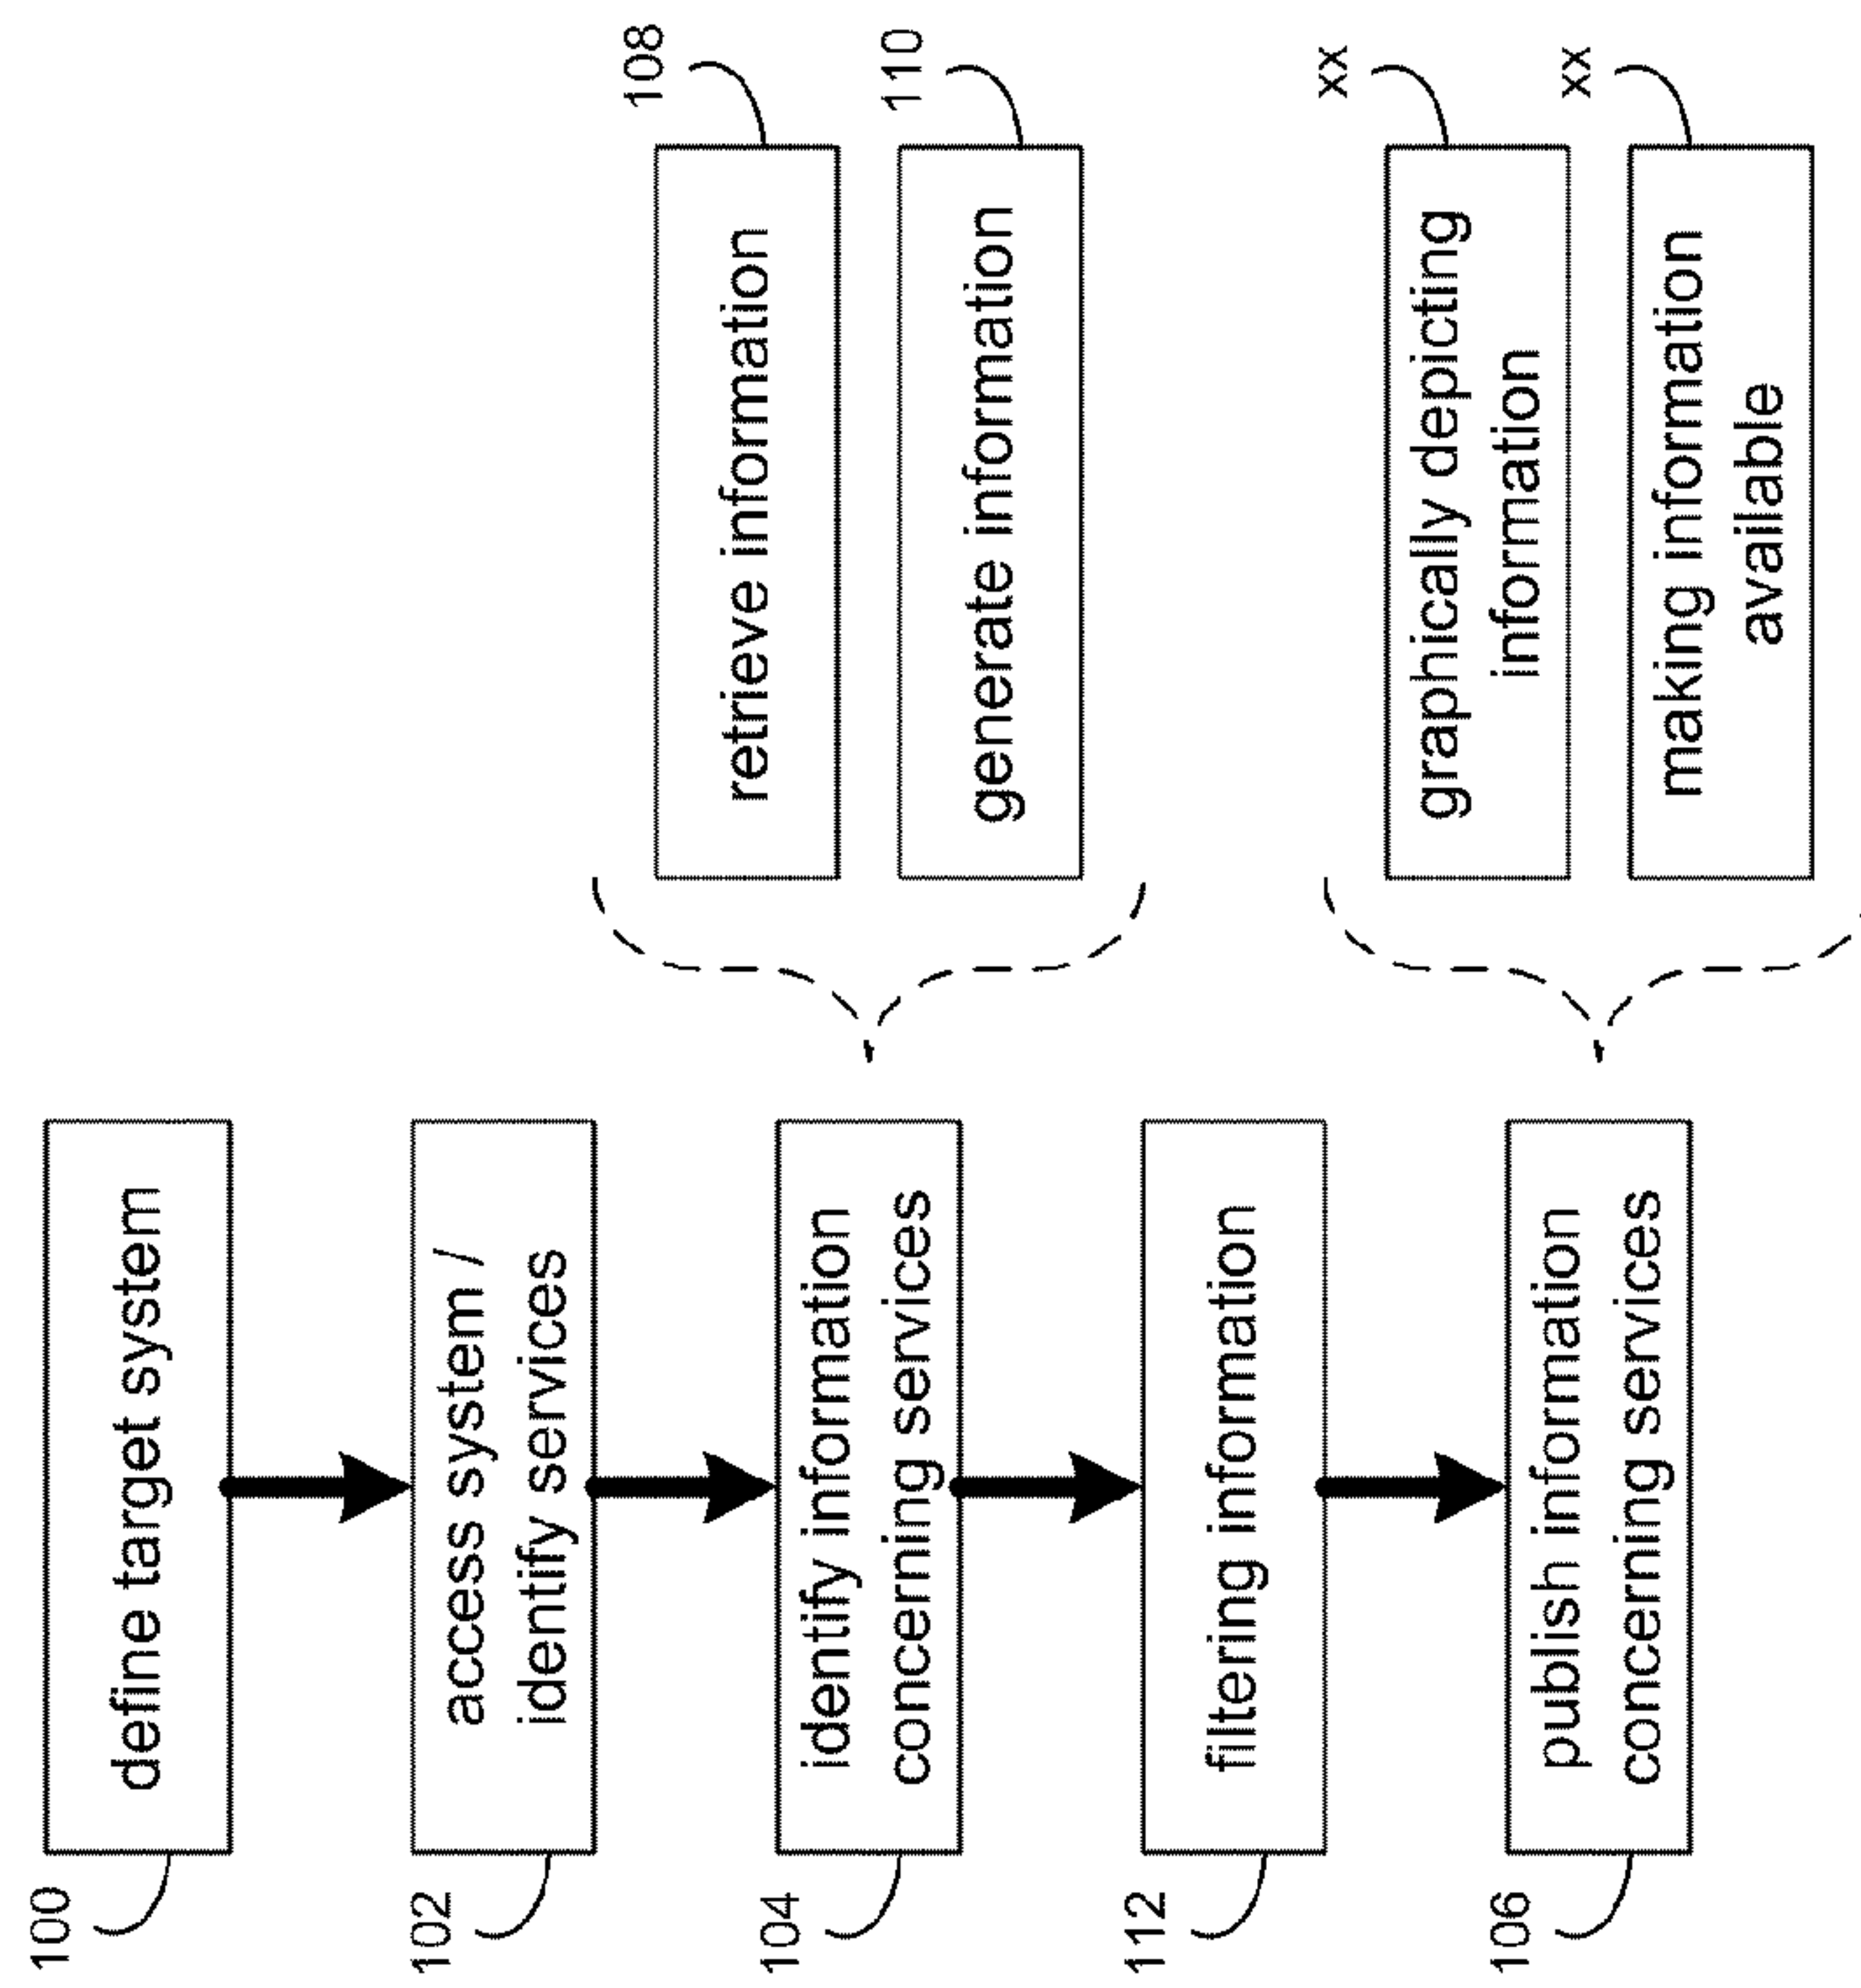 100
define target system
102
access system /
identify services
104
identify information
concerning services
108
retrieve information
110
generate information
112
filtering information
106
publish information
concerning services
xx
graphically depicting
information
xx
making information
available